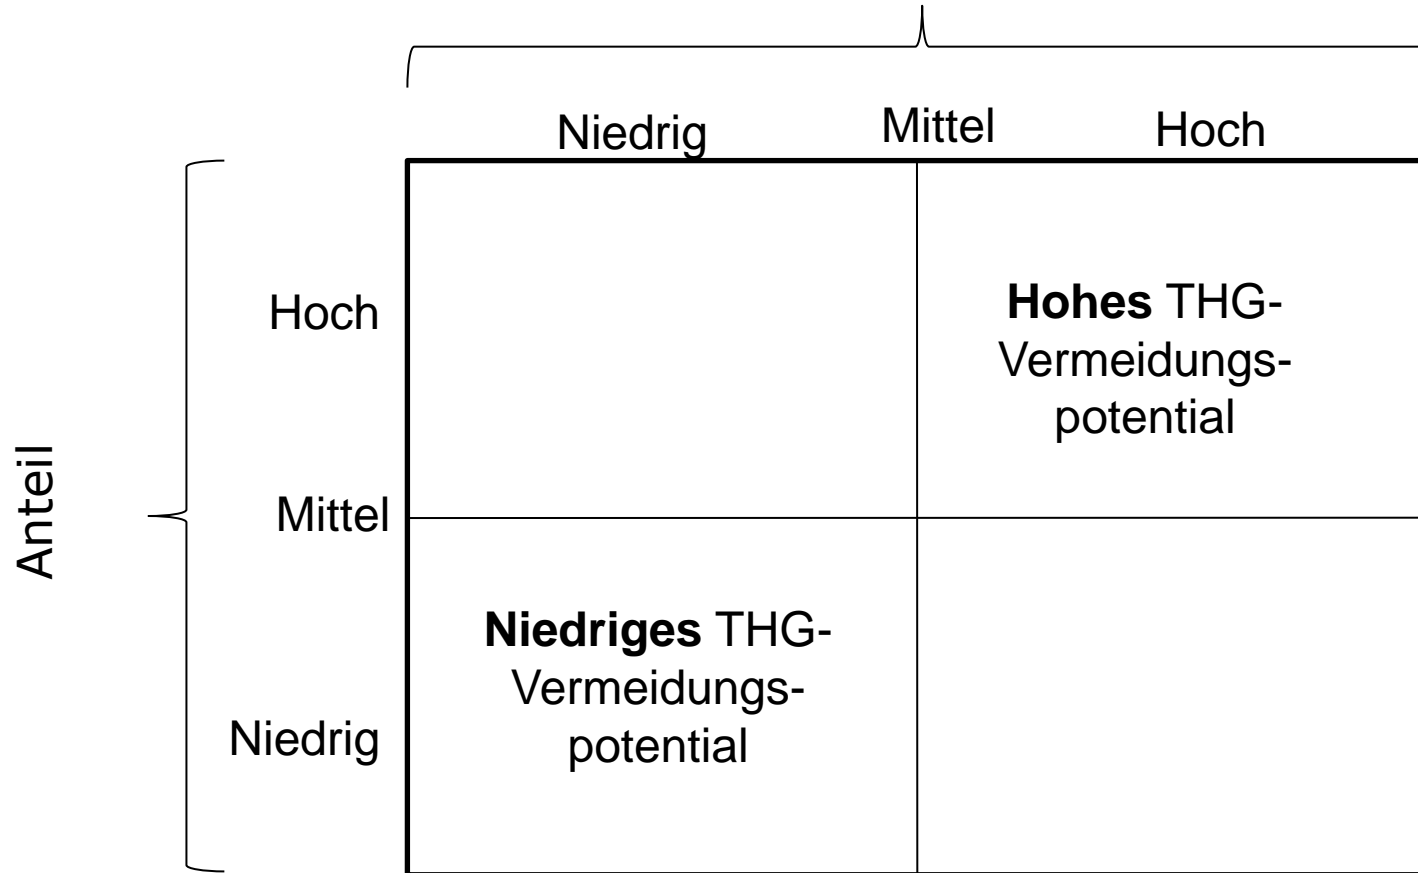 Niedrig Mittel Hoch
Anteil
Hoch
Hohes THG-
Vermeidungs-
potential
Mittel
Niedriges THG-
Vermeidungs-
potential
Niedrig